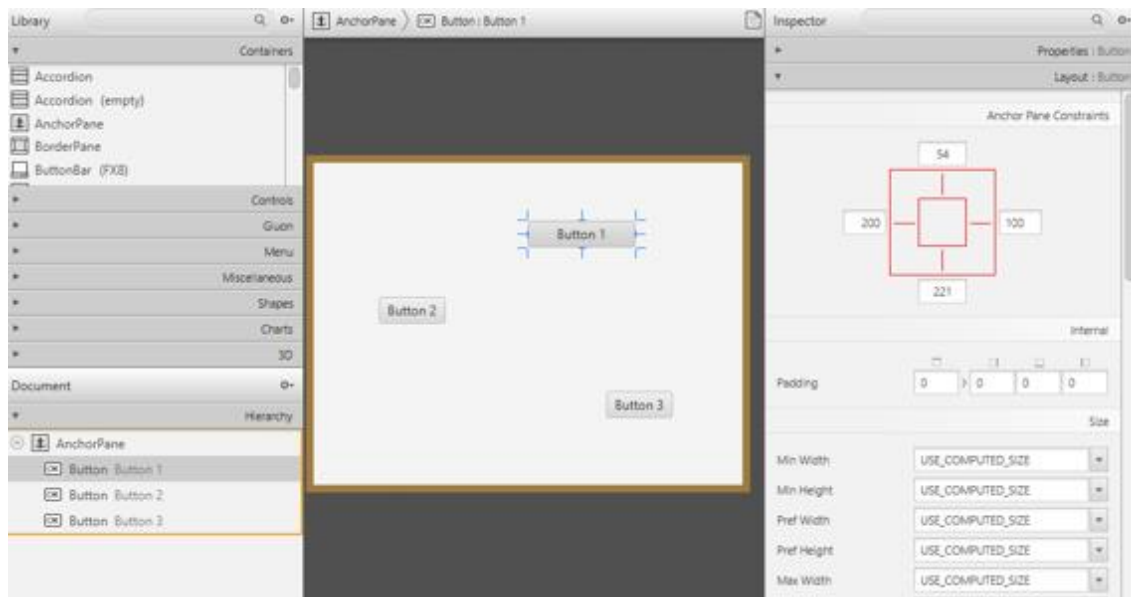 Library
Containers
Accordion
Accordion (empty)
AnchorPane
BorderPane
ButtonBar (FX8)
Controls
Gluon
Menu
Miscellaneous
Shapes
Charts
3D
Document
Hierarchy
AnchorPane
Button Button 1
Button Button 2
Button Button 3
AnchorPane
Button : Button 1
Button 1
Button 2
Button 3
Inspector
Properties : Button
Layout : Button
Anchor Pane Constraints
54
200
100
221
Internal
Padding 0 0 0 0
Size
Min Width USE_COMPUTED_SIZE
Min Height USE_COMPUTED_SIZE
Pref Width USE_COMPUTED_SIZE
Pref Height USE_COMPUTED_SIZE
Max Width USE_COMPUTED_SIZE